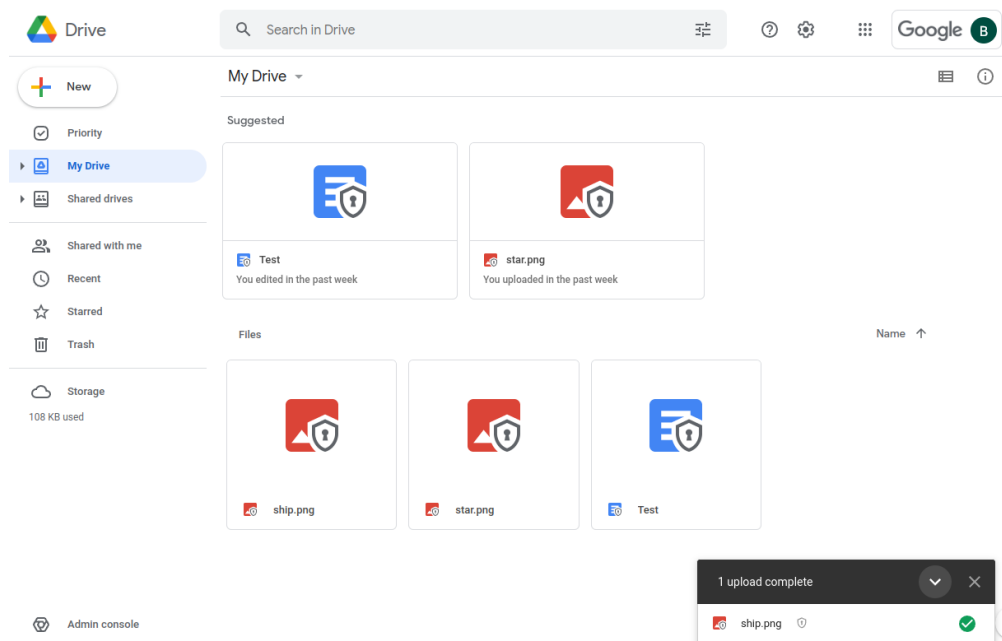 Drive
Search in Drive
Google
B
New
My Drive
Priority
My Drive
Shared drives
Shared with me
Recent
Starred
Trash
Storage
108 KB used
Admin console
Suggested
Test
You edited in the past week
star.png
You uploaded in the past week
Files
Name
ship.png
star.png
Test
1 upload complete
ship.png